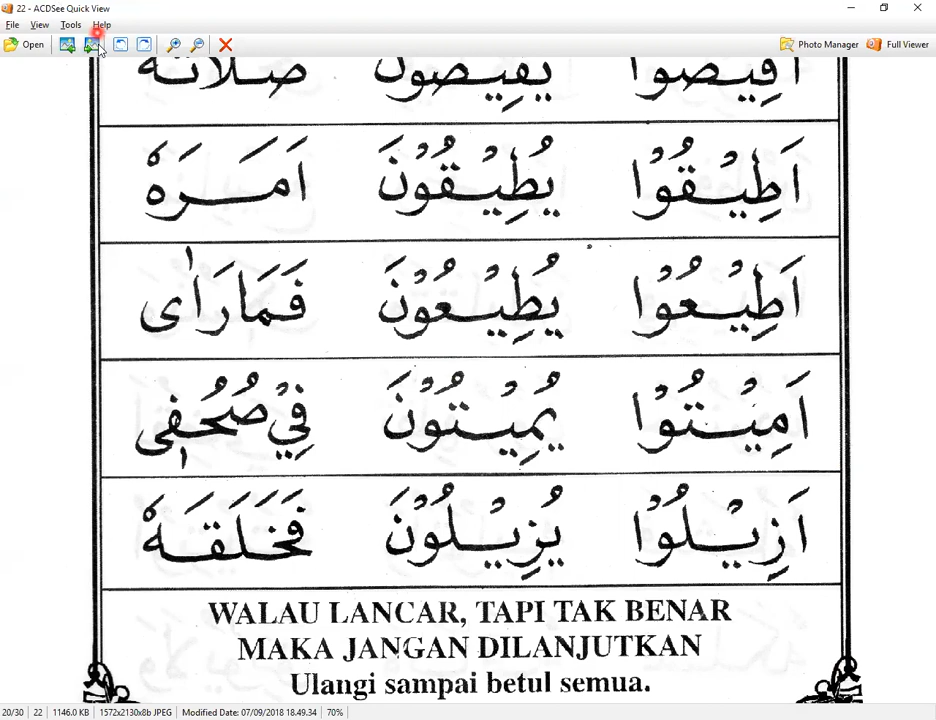 22 - ACDSee Quick View
File View Tools Help
Open Photo Manager Full Viewer
اَفِيْصُوْا يُفِيْصُوْنَ صَلَاتَهُ
اَطِيْقُوْا يُطِيْقُوْنَ اَمَرَهٗ
اَطِيْعُوْا يُطِيْعُوْنَ فَمَارَاٰى
اَمِيْتُوْا يُمِيْتُوْنَ فِيْ صُحُفِٖى
اَزِيْلُوْا يُزِيْلُوْنَ فَخَلَقَهٗ
WALAU LANCAR, TAPI TAK BENAR
MAKA JANGAN DILANJUTKAN
Ulangi sampai betul semua.
20/30 22 1146.0 KB 1572x2130x8b JPEG Modified Date: 07/09/2018 18.49.34 70%